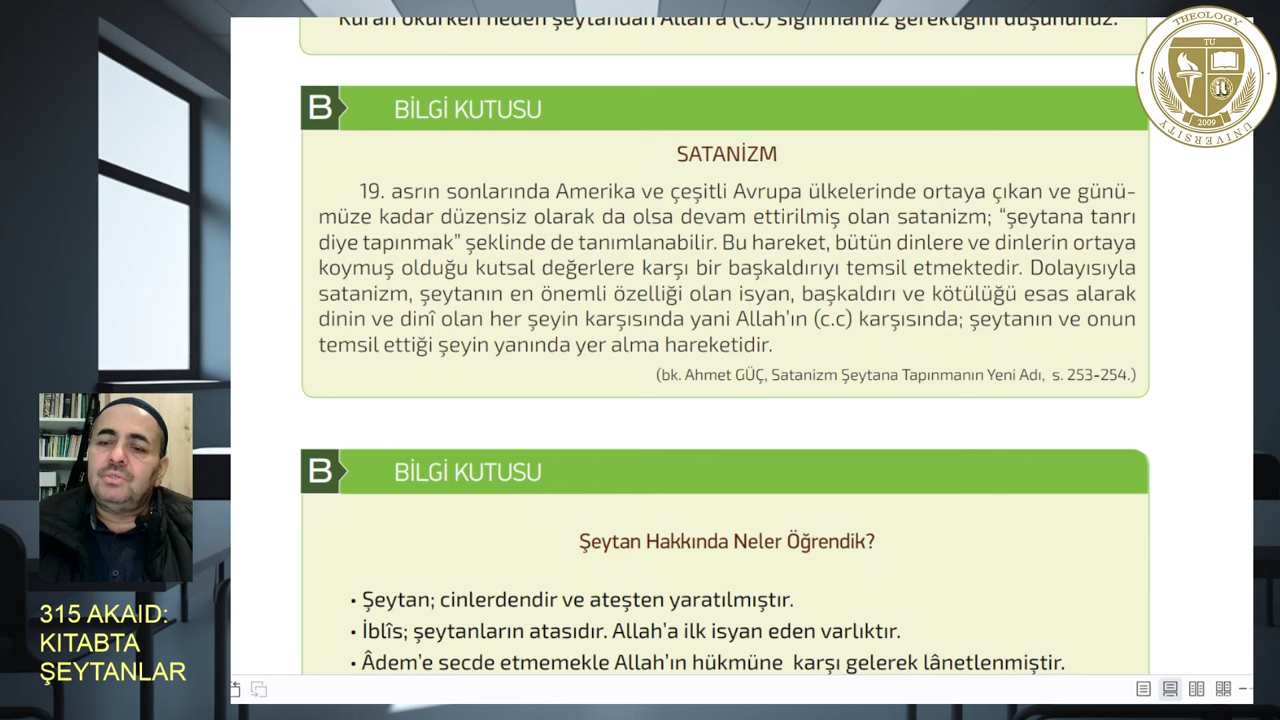 Kuran okurken neden şeytandan Allah'a (c.c) sığınmamız gerektiğini düşününüz.
THEOLOGY
TU
2009
UNIVERSITY
B BİLGİ KUTUSU
SATANİZM
19. asrın sonlarında Amerika ve çeşitli Avrupa ülkelerinde ortaya çıkan ve günü-
müze kadar düzensiz olarak da olsa devam ettirilmiş olan satanizm; “şeytana tanrı
diye tapınmak” şeklinde de tanımlanabilir. Bu hareket, bütün dinlere ve dinlerin ortaya
koymuş olduğu kutsal değerlere karşı bir başkaldırıyı temsil etmektedir. Dolayısıyla
satanizm, şeytanın en önemli özelliği olan isyan, başkaldırı ve kötülüğü esas alarak
dinin ve dinî olan her şeyin karşısında yani Allah’ın (c.c) karşısında; şeytanın ve onun
temsil ettiği şeyin yanında yer alma hareketidir.
(bk. Ahmet GÜÇ, Satanizm Şeytana Tapınmanın Yeni Adı, s. 253-254.)
B BİLGİ KUTUSU
Şeytan Hakkında Neler Öğrendik?
• Şeytan; cinlerdendir ve ateşten yaratılmıştır.
• İblîs; şeytanların atasıdır. Allah’a ilk isyan eden varlıktır.
• Âdem’e secde etmemekle Allah’ın hükmüne karşı gelerek lânetlenmiştir.
315 AKAID:
KITABTA
ŞEYTANLAR